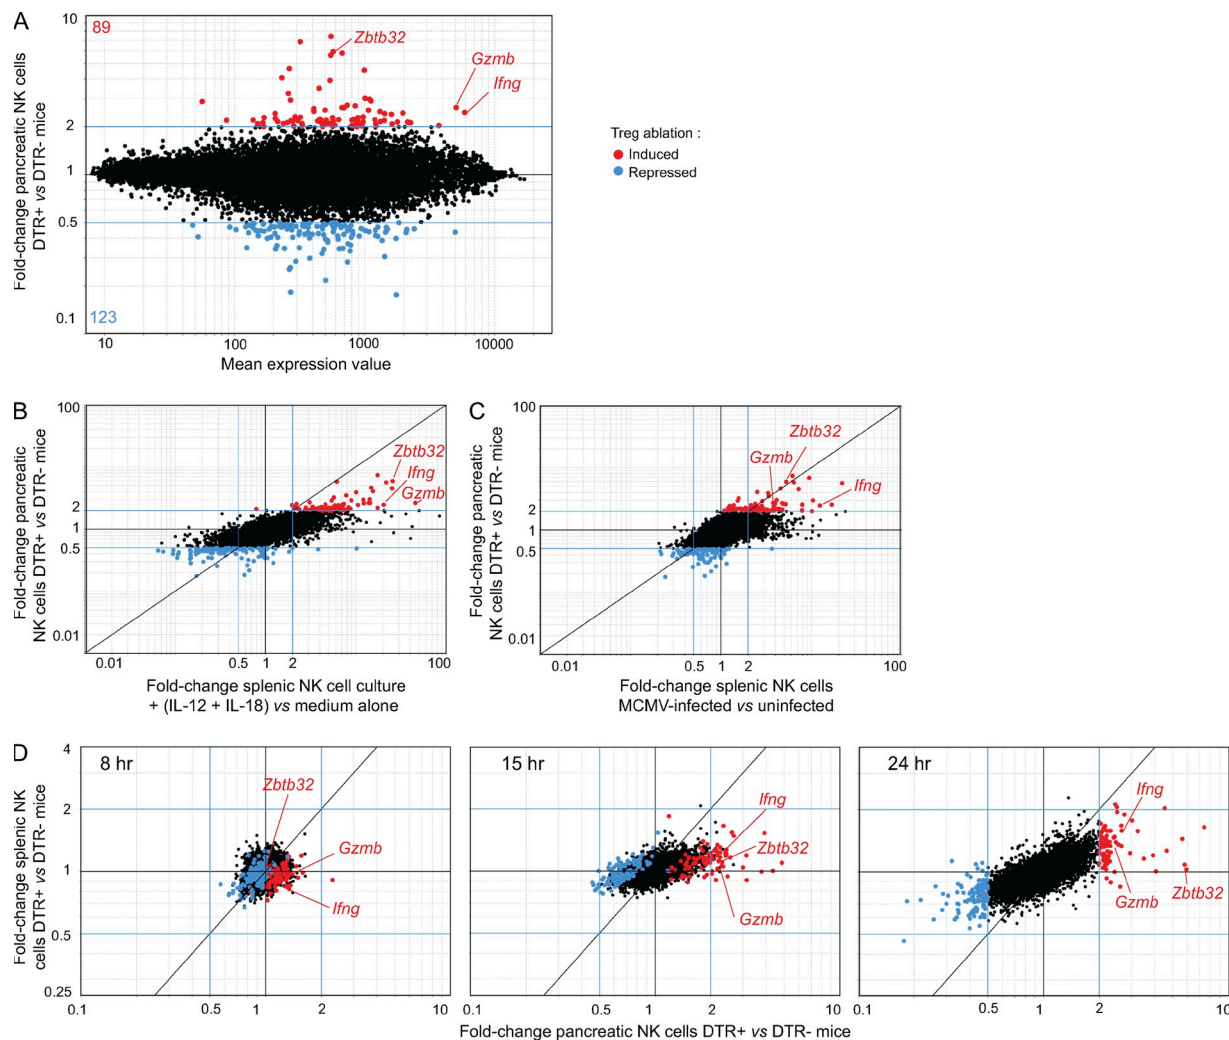 A
Fold-change pancreatic NK cells
DTR+ vs DTR- mice
10
2
1
0.5
0.1
89
123
Zbtb32
Gzmb
Ifng
10
100
1000
10000
Mean expression value
Treg ablation :
Induced
Repressed
B
Fold-change pancreatic
NK cells DTR+ vs DTR- mice
100
2
1
0.5
0.01
Zbtb32
Ifng
Gzmb
0.01
0.5
1
2
100
Fold-change splenic NK cell culture
+ (IL-12 + IL-18) vs medium alone
C
Fold-change pancreatic
NK cells DTR+ vs DTR- mice
100
2
1
0.5
0.01
Zbtb32
Gzmb
Ifng
0.01
0.5
1
2
100
Fold-change splenic NK cells
MCMV-infected vs uninfected
D
Fold-change splenic NK
cells DTR+ vs DTR- mice
4
2
1
0.5
0.25
8 hr
Zbtb32
Gzmb
Ifng
0.1
0.5
1
2
10
15 hr
Ifng
Zbtb32
Gzmb
0.1
0.5
1
2
10
24 hr
Ifng
Gzmb
Zbtb32
0.1
0.5
1
2
10
Fold-change pancreatic NK cells DTR+ vs DTR- mice